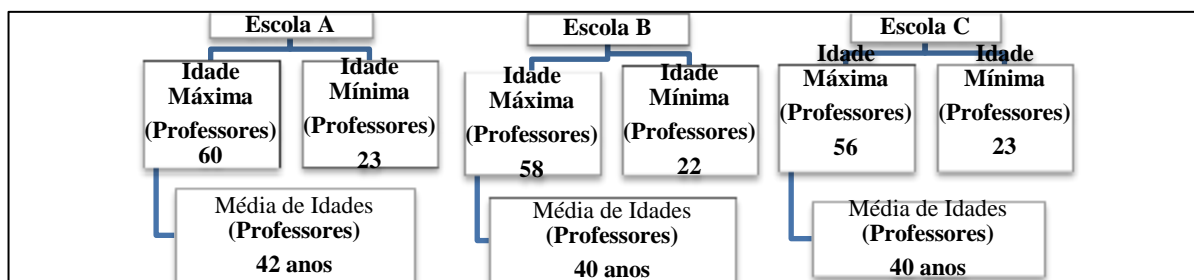 Escola A
Idade
Máxima
(Professores)
60
Idade
Mínima
(Professores)
23
Média de Idades
(Professores)
42 anos
Escola B
Idade
Máxima
(Professores)
58
Idade
Mínima
(Professores)
22
Média de Idades
(Professores)
40 anos
Escola C
Idade
Máxima
(Professores)
56
Idade
Mínima
(Professores)
23
Média de Idades
(Professores)
40 anos